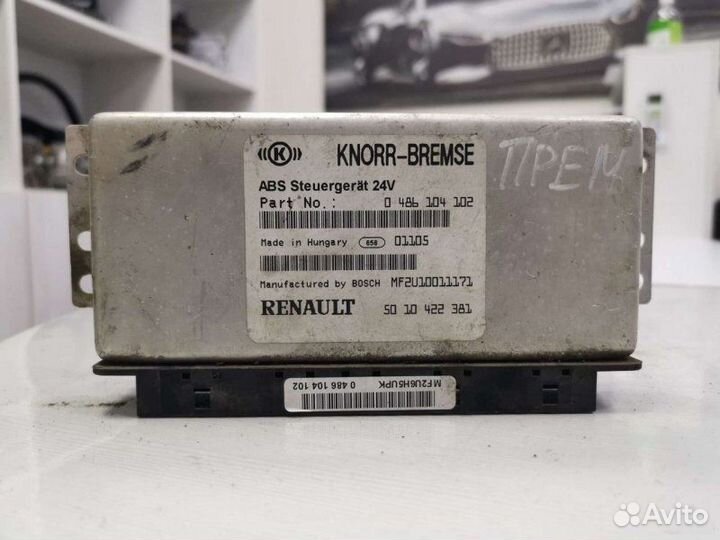 K KNORR-BREMSE
ABS Steuergerät 24V
Part No.: 0 486 104 102
Made in Hungary 658 01105
Manufactured by BOSCH MF2U10011171
RENAULT 50 10 422 381
ПРЕМ
MF2U6H5UPK 0 486 104 102
Avito